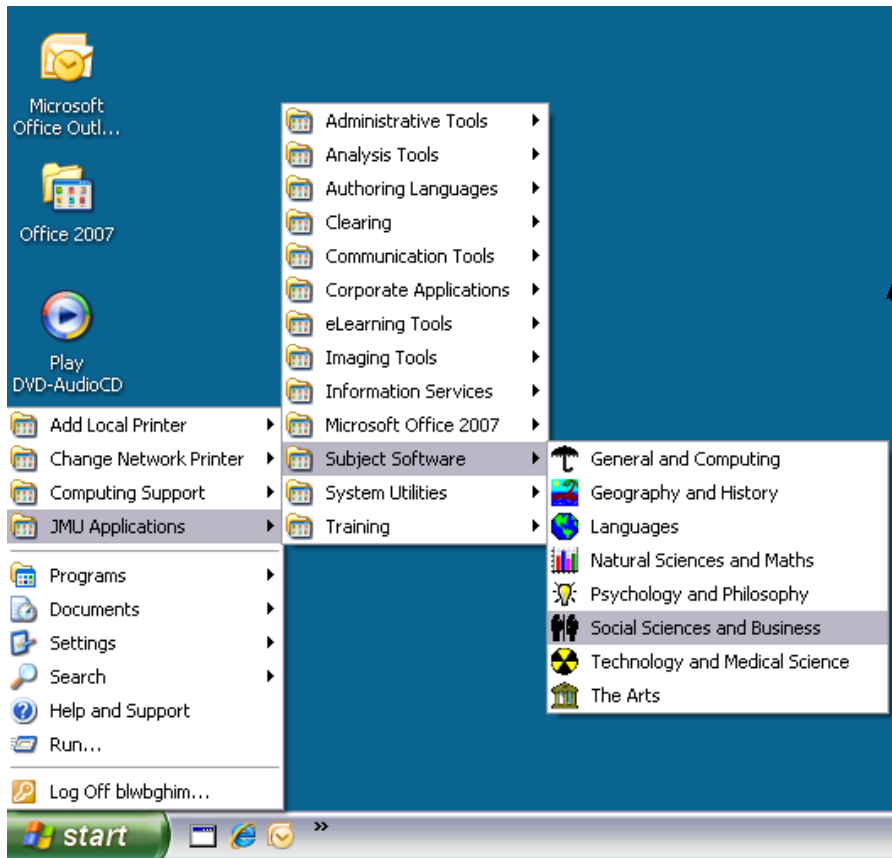 Microsoft
Office Outl...
Office 2007
Play
DVD-AudioCD
Add Local Printer
Change Network Printer
Computing Support
JMU Applications
Programs
Documents
Settings
Search
Help and Support
Run...
Log Off blwbghim...
start
»
Administrative Tools
Analysis Tools
Authoring Languages
Clearing
Communication Tools
Corporate Applications
eLearning Tools
Imaging Tools
Information Services
Microsoft Office 2007
Subject Software
System Utilities
Training
General and Computing
Geography and History
Languages
Natural Sciences and Maths
Psychology and Philosophy
Social Sciences and Business
Technology and Medical Science
The Arts